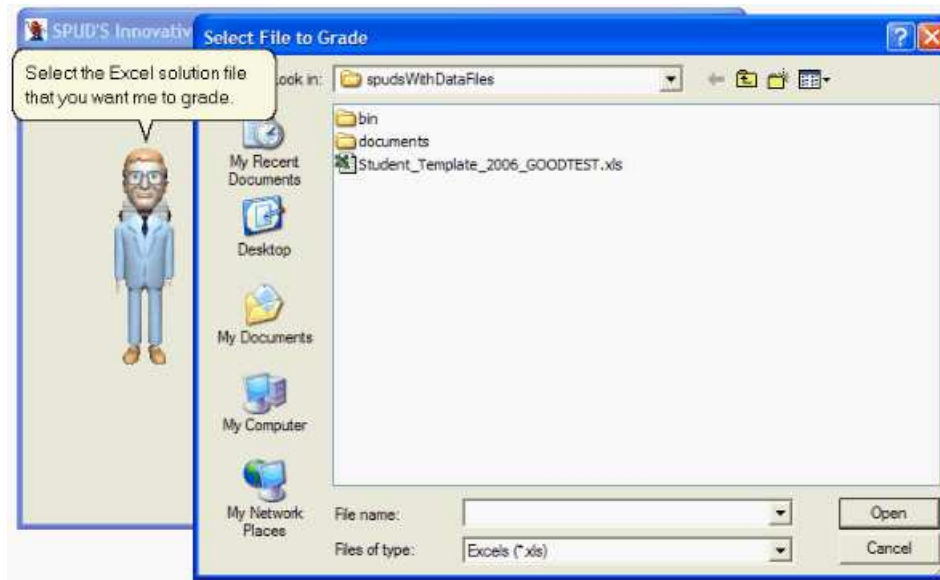 SPUD'S Innovativ
Select File to Grade
Select the Excel solution file
that you want me to grade.
ook in:
spudsWithDataFiles
bin
documents
Student_Template_2006_GOODTEST.xls
My Recent
Documents
Desktop
My Documents
My Computer
My Network
Places
File name:
Open
Files of type:
Excels (*.xls)
Cancel